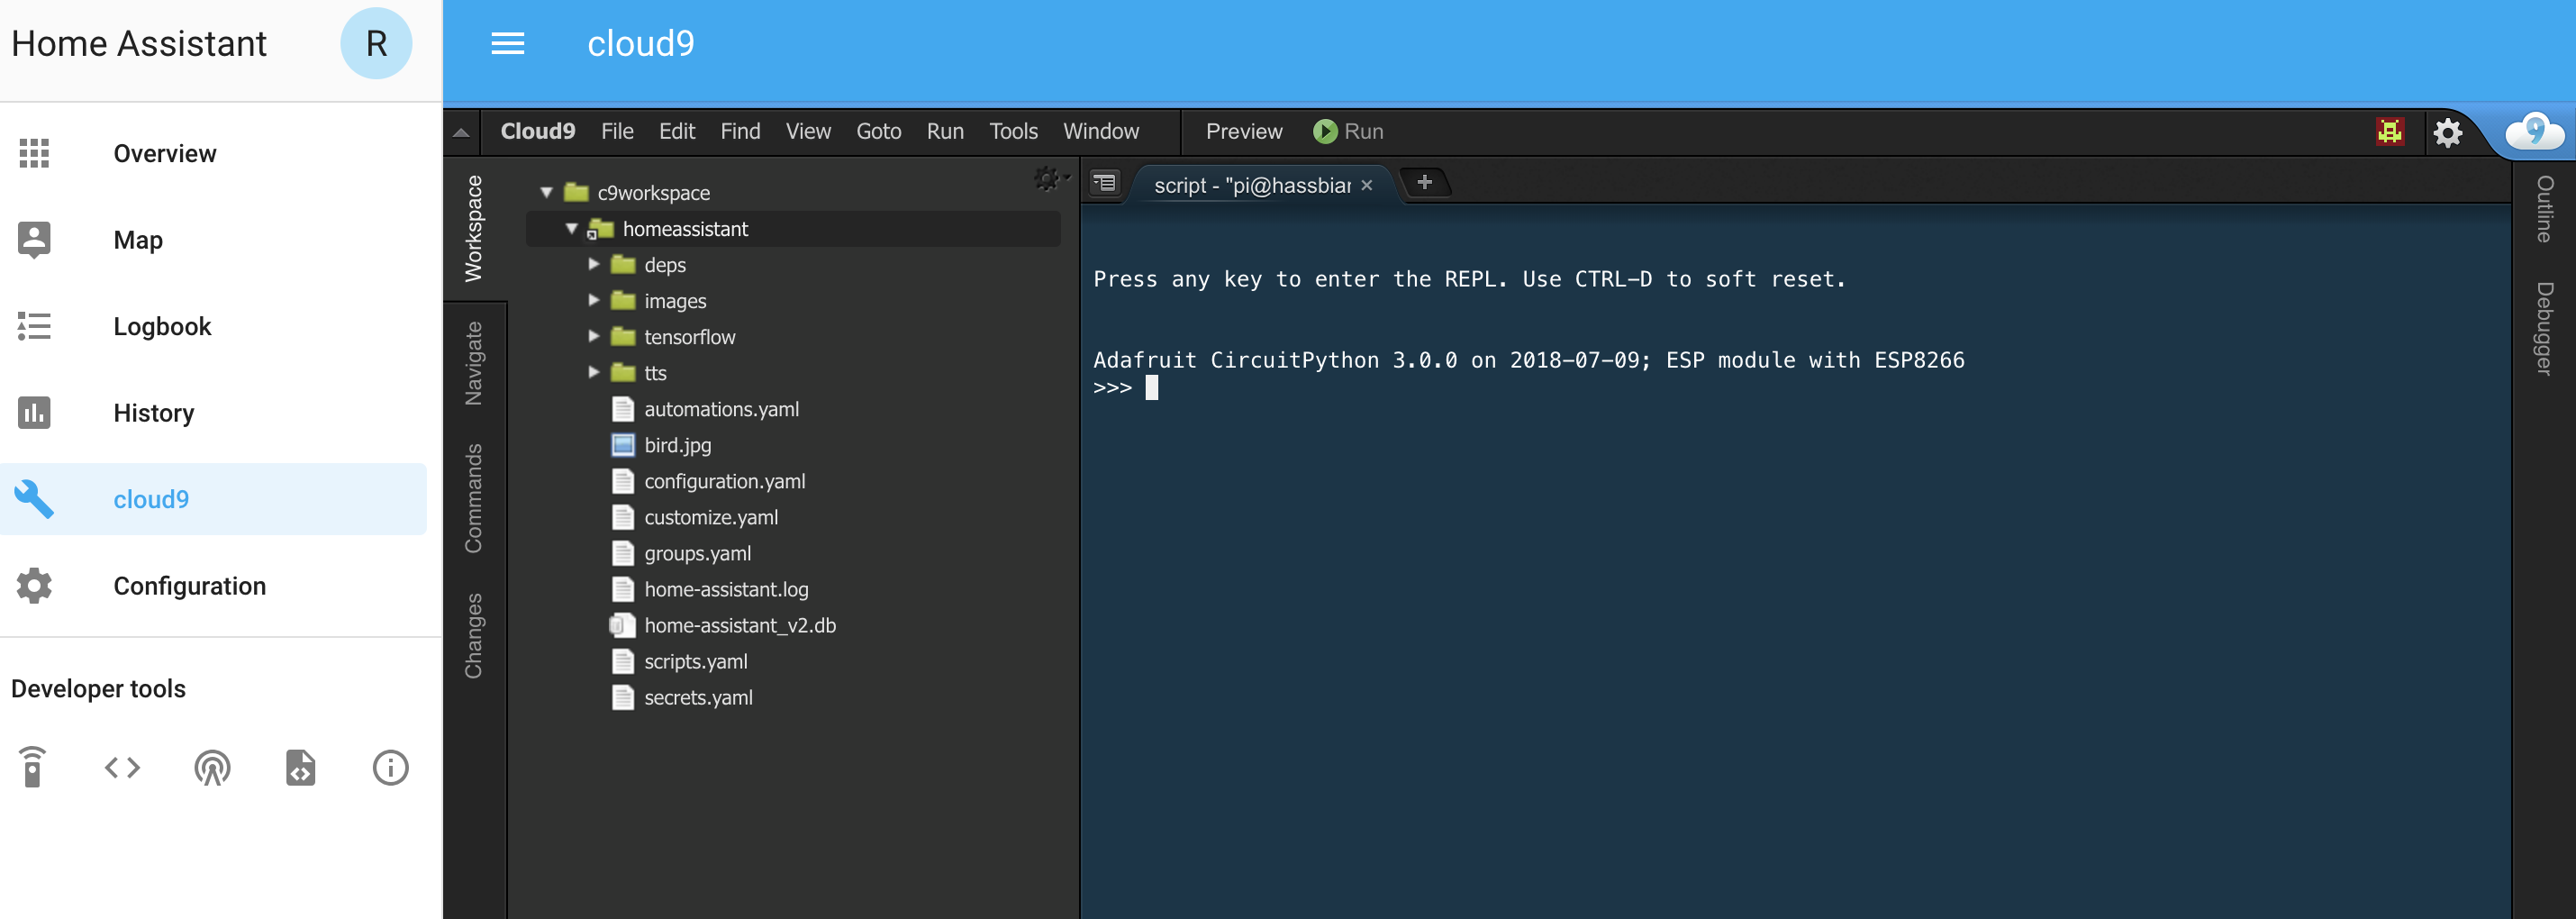 Home Assistant
R
Overview
Map
Logbook
History
cloud9
Configuration
Developer tools
cloud9
Cloud9 File Edit Find View Goto Run Tools Window Preview Run
9
Workspace
Navigate
Commands
Changes
c9workspace
homeassistant
deps
images
tensorflow
tts
automations.yaml
bird.jpg
configuration.yaml
customize.yaml
groups.yaml
home-assistant.log
home-assistant_v2.db
scripts.yaml
secrets.yaml
script - "pi@hassbian
Press any key to enter the REPL. Use CTRL-D to soft reset.
Adafruit CircuitPython 3.0.0 on 2018-07-09; ESP module with ESP8266
>>>
Outline
Debugger